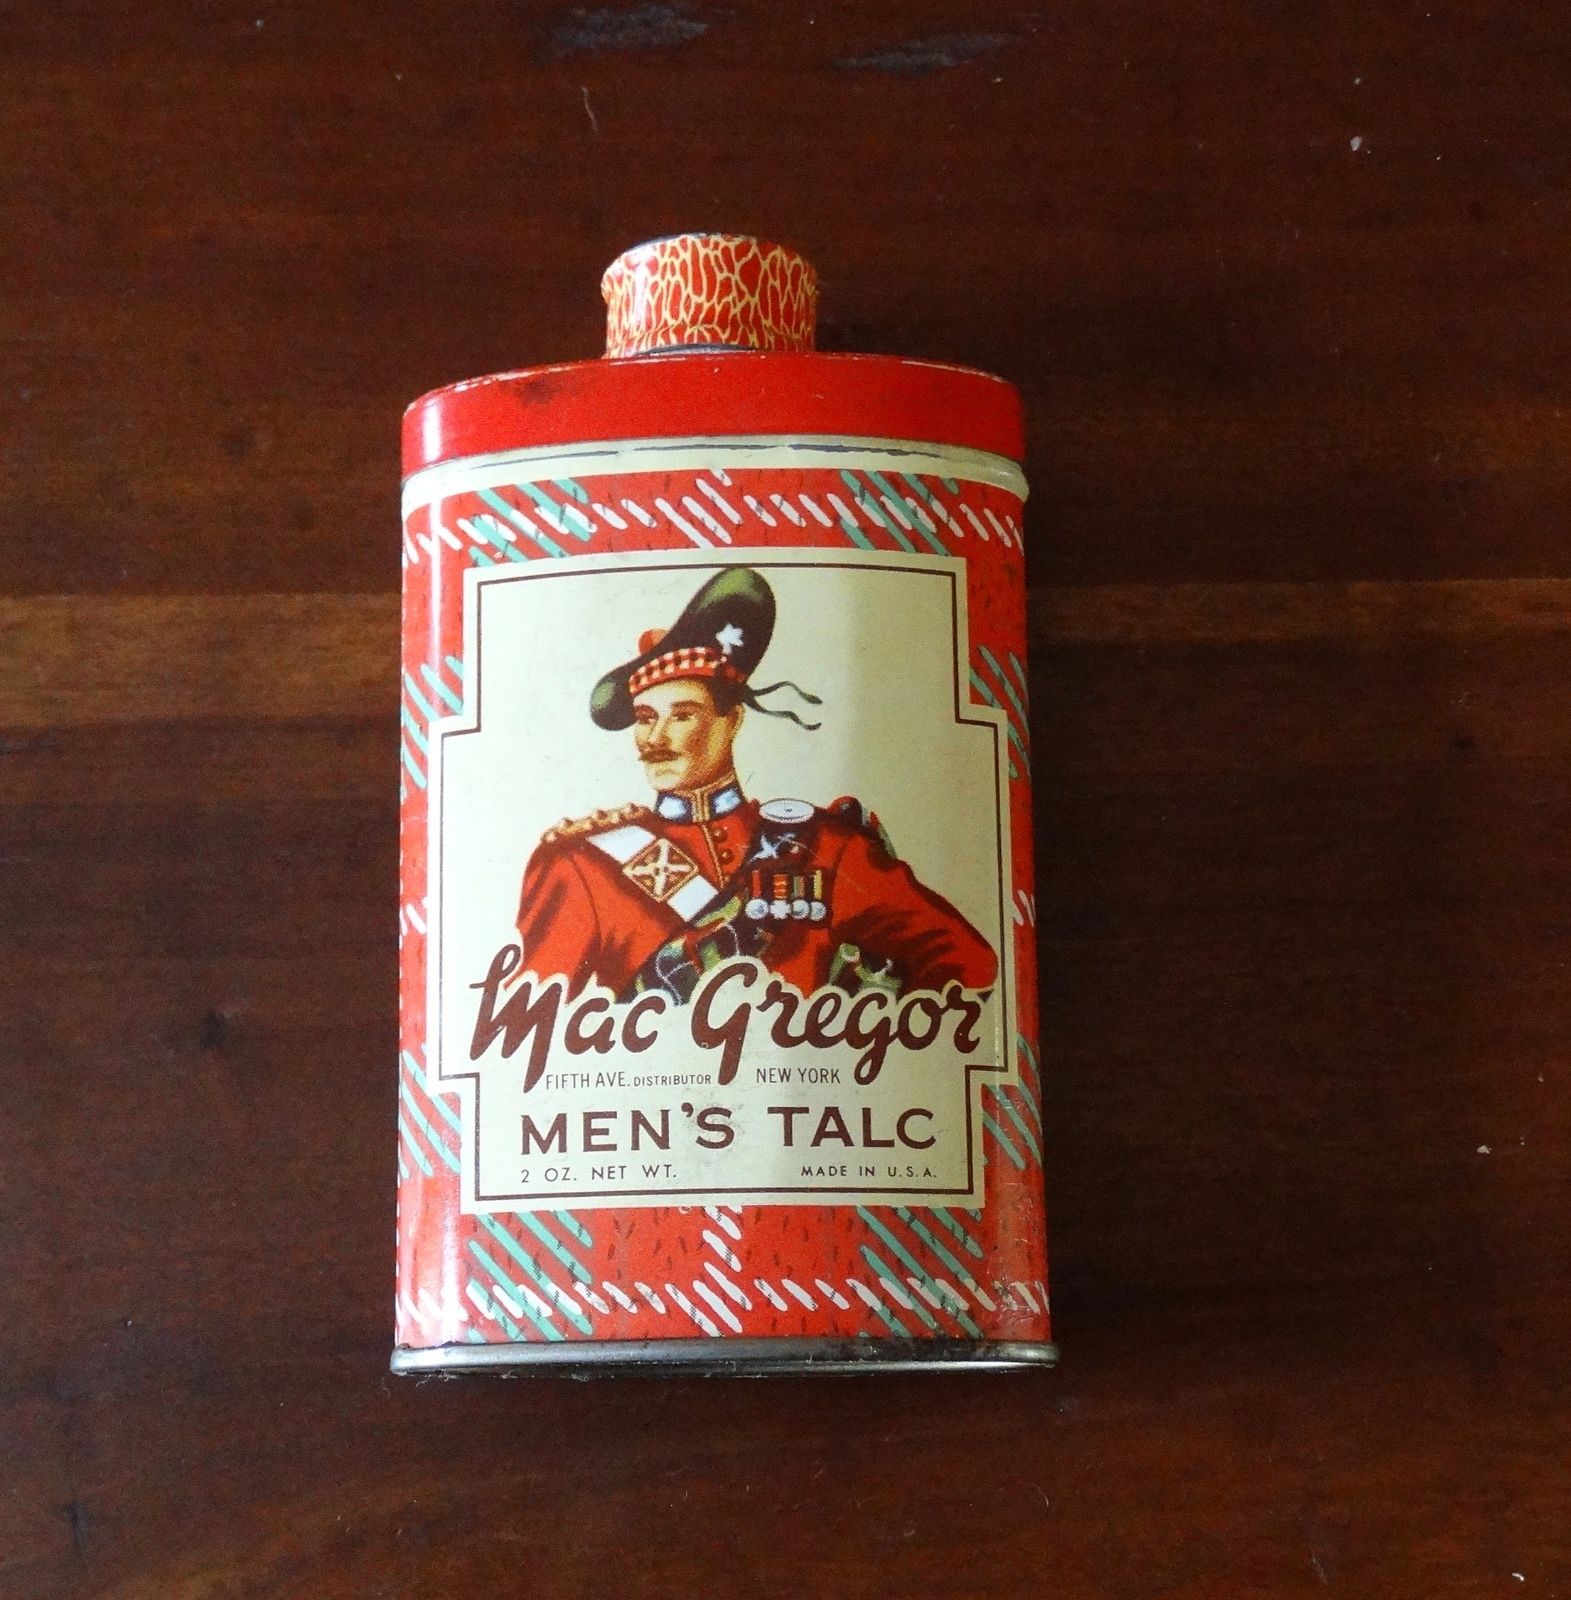 Mac Gregor
FIFTH AVE. DISTRIBUTOR NEW YORK
MEN'S TALC
2 OZ. NET WT. MADE IN U.S.A.